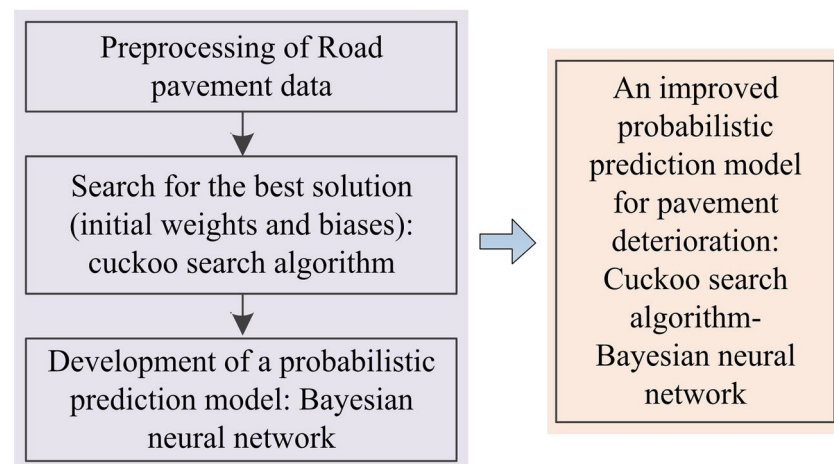 Preprocessing of Road
pavement data
Search for the best solution
(initial weights and biases):
cuckoo search algorithm
Development of a probabilistic
prediction model: Bayesian
neural network
An improved
probabilistic
prediction model
for pavement
deterioration:
Cuckoo search
algorithm-
Bayesian neural
network